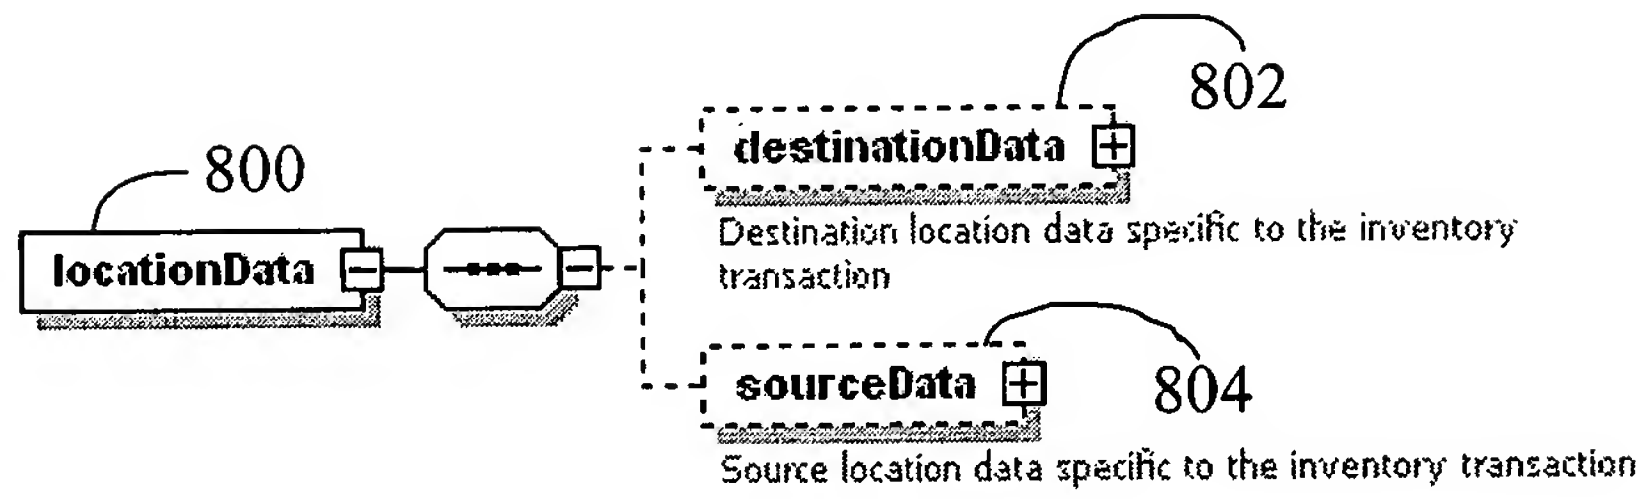 802
destinationData
800
Destination location data specific to the inventory
transaction
locationData
804
sourceData
Source location data specific to the inventory transaction